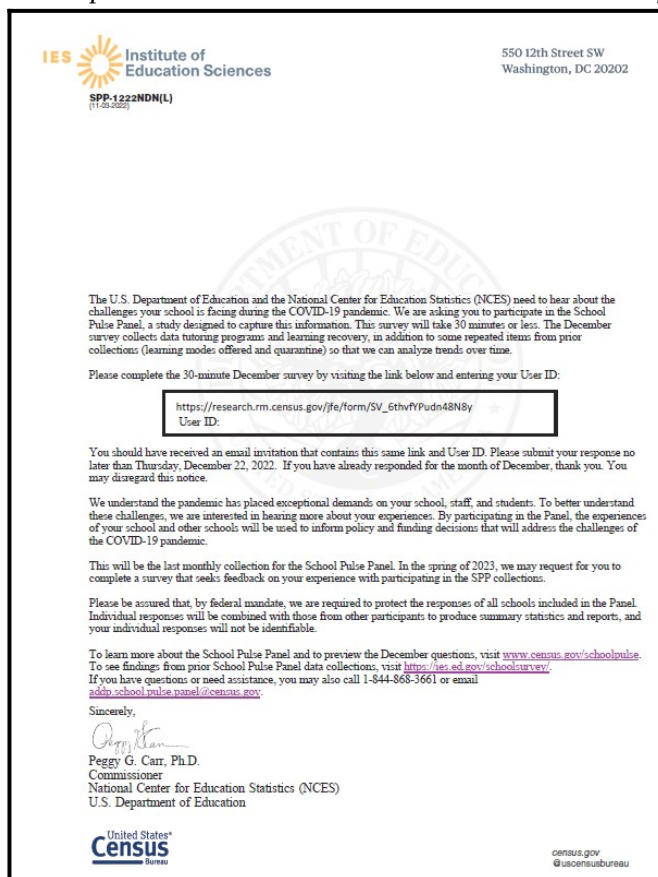 IES Institute of
Education Sciences
550 12th Street SW
Washington, DC 20202
SPP-1222NDN(L)
(11-03-2022)
The U.S. Department of Education and the National Center for Education Statistics (NCES) need to hear about the
challenges your school is facing during the COVID-19 pandemic. We are asking you to participate in the School
Pulse Panel, a study designed to capture this information. This survey will take 30 minutes or less. The December
survey collects data tutoring programs and learning recovery, in addition to some repeated items from prior
collections (learning modes offered and quarantine) so that we can analyze trends over time.
Please complete the 30-minute December survey by visiting the link below and entering your User ID:
https://research.rm.census.gov/jfe/form/SV_6thvfYPudn48N8y
User ID:
You should have received an email invitation that contains this same link and User ID. Please submit your response no
later than Thursday, December 22, 2022. If you have already responded for the month of December, thank you. You
may disregard this notice.
We understand the pandemic has placed exceptional demands on your school, staff, and students. To better understand
these challenges, we are interested in hearing more about your experiences. By participating in the Panel, the experiences
of your school and other schools will be used to inform policy and funding decisions that will address the challenges of
the COVID-19 pandemic.
This will be the last monthly collection for the School Pulse Panel. In the spring of 2023, we may request for you to
complete a survey that seeks feedback on your experience with participating in the SPP collections.
Please be assured that, by federal mandate, we are required to protect the responses of all schools included in the Panel.
Individual responses will be combined with those from other participants to produce summary statistics and reports, and
your individual responses will not be identifiable.
To learn more about the School Pulse Panel and to preview the December questions, visit www.census.gov/schoolpulse.
To see findings from prior School Pulse Panel data collections, visit https://ies.ed.gov/schoolsurvey/.
If you have questions or need assistance, you may also call 1-844-868-3661 or email
addp.school.pulse.panel@census.gov.
Sincerely,
Peggy G. Carr, Ph.D.
Commissioner
National Center for Education Statistics (NCES)
U.S. Department of Education
United States®
Census
Bureau
census.gov
@uscensusbureau